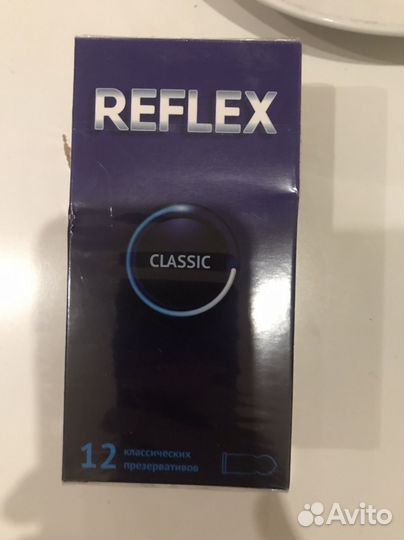 REFLEX
CLASSIC
12 классических
презервативов
Avito